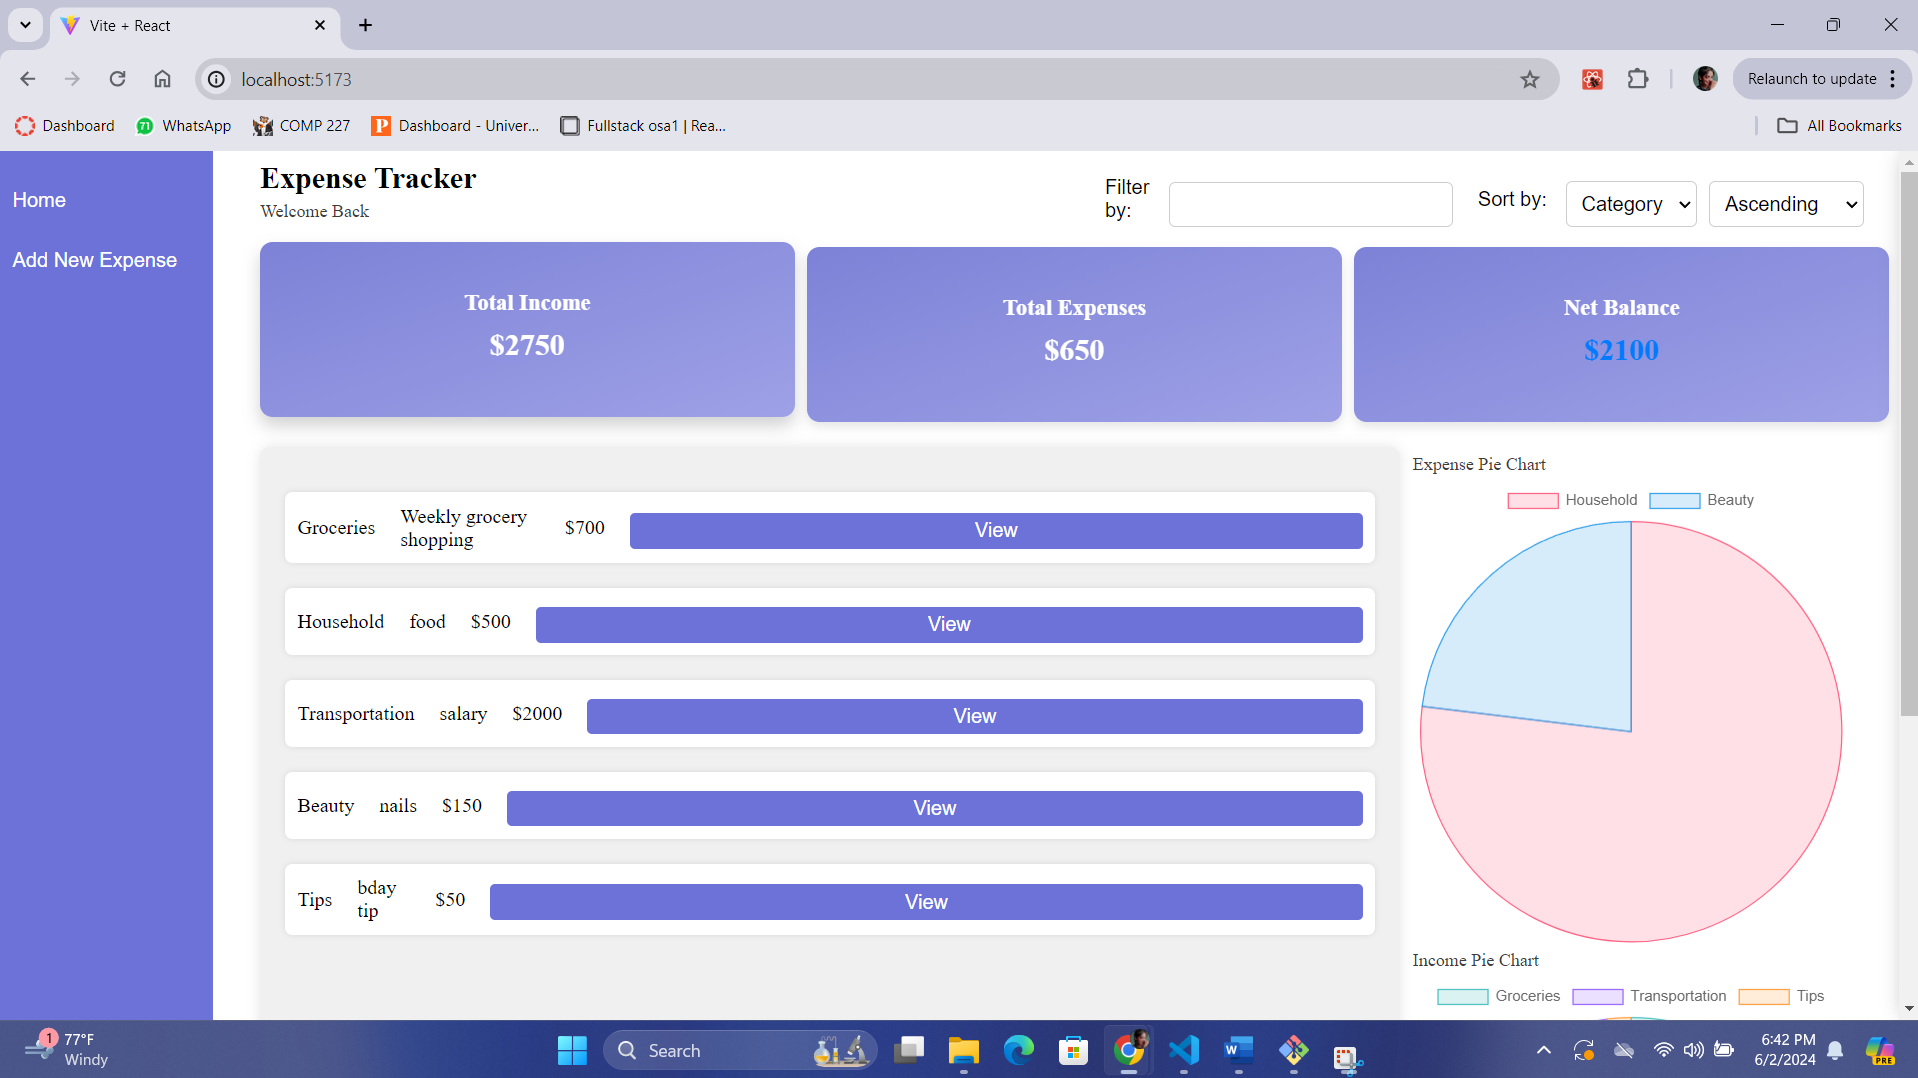 Vite + React
localhost:5173
Relaunch to update
Dashboard
71
WhatsApp
COMP 227
Dashboard - Univer...
Fullstack osa1 | Rea...
All Bookmarks
Home
Add New Expense
Expense Tracker
Welcome Back
Filter
by:
Sort by:
Category
Ascending
Total Income
$2750
Total Expenses
$650
Net Balance
$2100
Groceries
Weekly grocery
shopping
$700
View
Household
food
$500
View
Transportation
salary
$2000
View
Beauty
nails
$150
View
Tips
bday
tip
$50
View
Expense Pie Chart
Household
Beauty
Income Pie Chart
Groceries
Transportation
Tips
1
77°F
Windy
Search
W
6:42 PM
6/2/2024
PRE